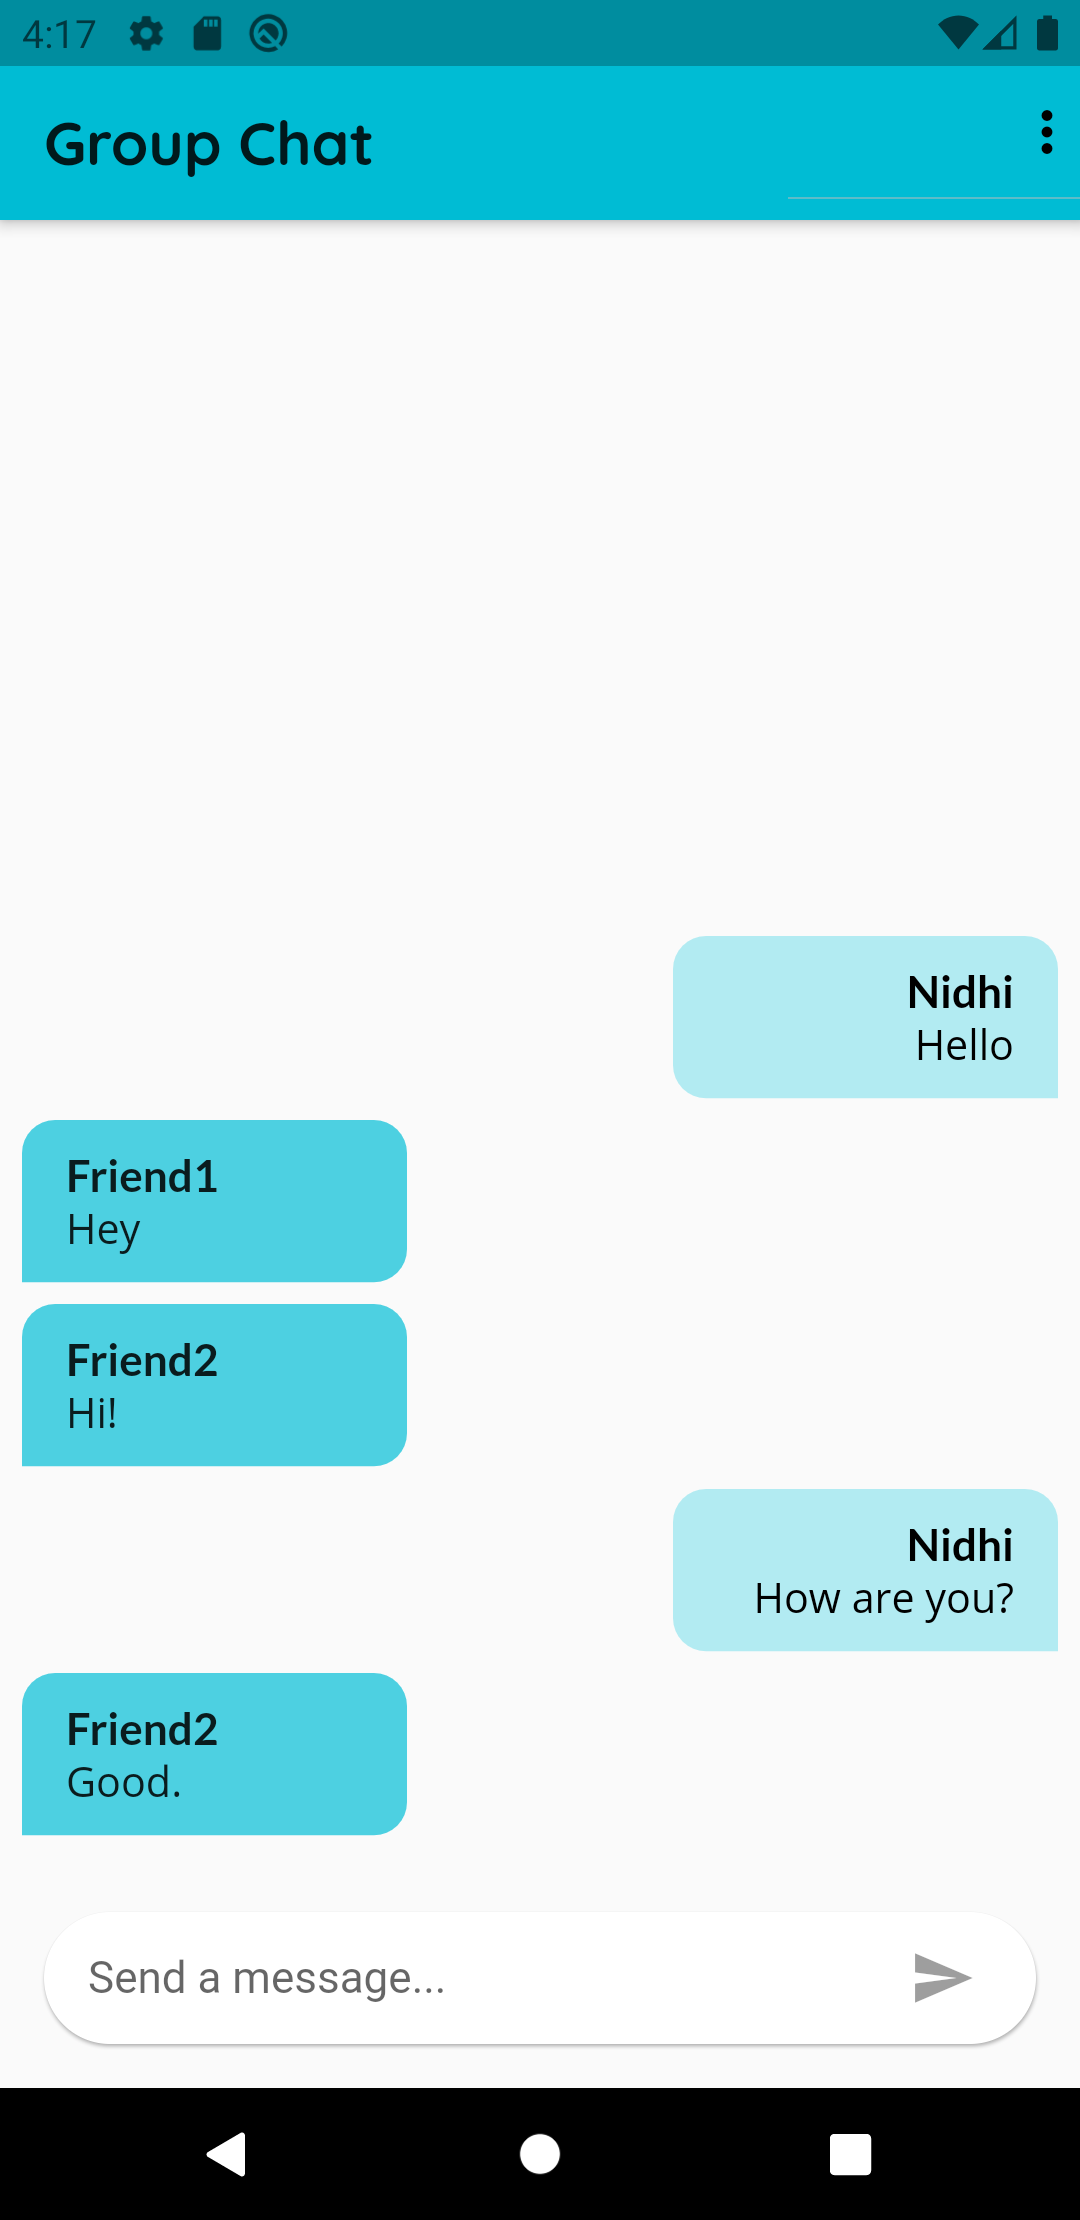 4:17
Group Chat
Nidhi
Hello
Friend1
Hey
Friend2
Hi!
Nidhi
How are you?
Friend2
Good.
Send a message...